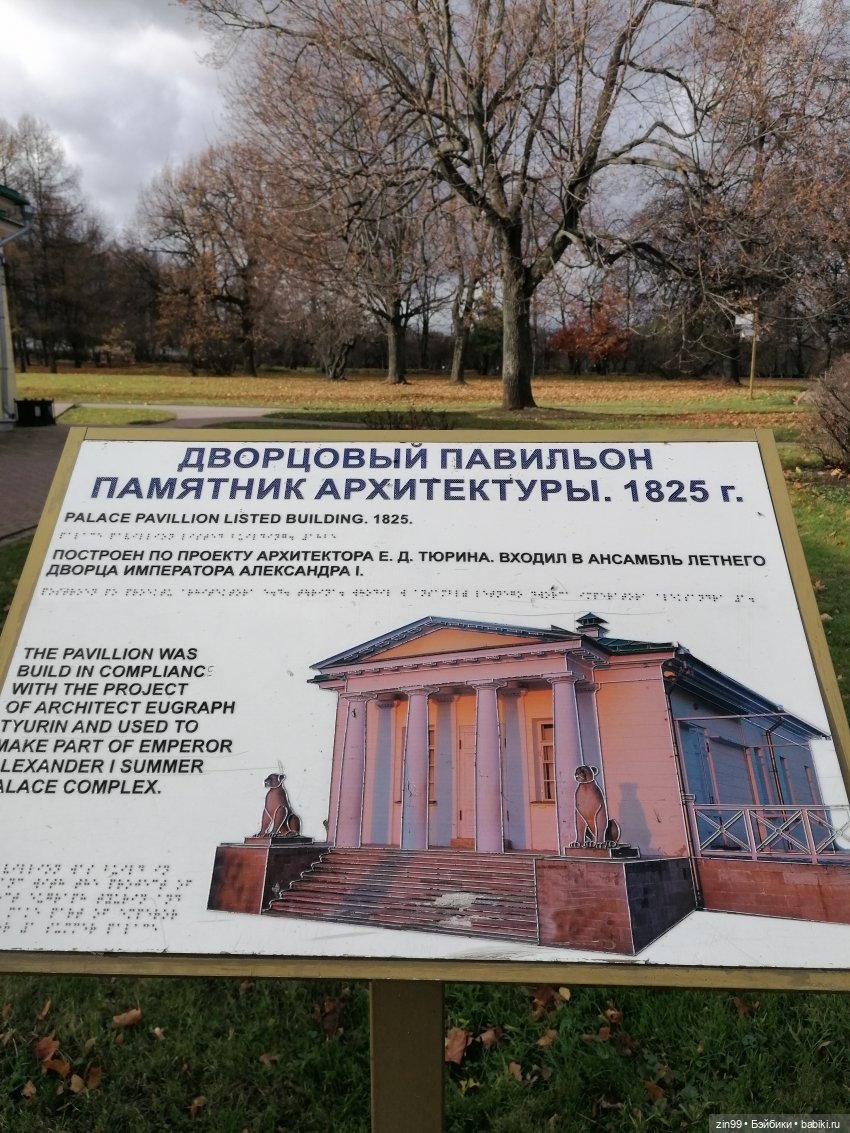 ДВОРЦОВЫЙ ПАВИЛЬОН
ПАМЯТНИК АРХИТЕКТУРЫ. 1825 г.
PALACE PAVILLION LISTED BUILDING. 1825.
ПОСТРОЕН ПО ПРОЕКТУ АРХИТЕКТОРА Е. Д. ТЮРИНА. ВХОДИЛ В АНСАМБЛЬ ЛЕТНЕГО
ДВОРЦА ИМПЕРАТОРА АЛЕКСАНДРА I.
THE PAVILLION WAS
BUILD IN COMPLIANC
WITH THE PROJECT
OF ARCHITECT EUGRAPH
TYURIN AND USED TO
MAKE PART OF EMPEROR
LEXANDER I SUMMER
ALACE COMPLEX.
zin99 • Бэйбики • babiki.ru